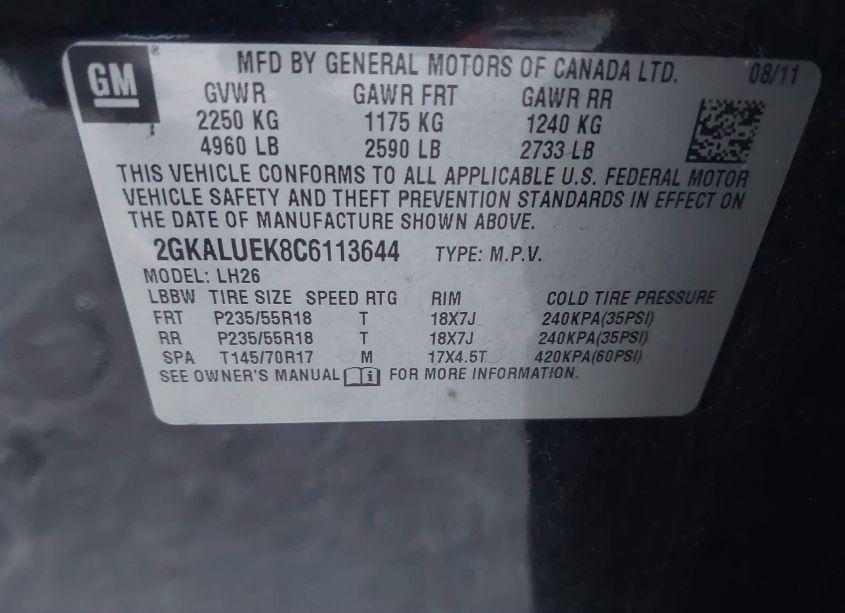 GM ®
MFD BY GENERAL MOTORS OF CANADA LTD. 08/11
GVWR GAWR FRT GAWR RR
2250 KG 1175 KG 1240 KG
4960 LB 2590 LB 2733 LB
THIS VEHICLE CONFORMS TO ALL APPLICABLE U.S. FEDERAL MOTOR
VEHICLE SAFETY AND THEFT PREVENTION STANDARDS IN EFFECT ON
THE DATE OF MANUFACTURE SHOWN ABOVE.
2GKALUEK8C6113644 TYPE: M.P.V.
MODEL: LH26
LBBW TIRE SIZE SPEED RTG RIM COLD TIRE PRESSURE
FRT P235/55R18 T 18X7J 240KPA(35PSI)
RR P235/55R18 T 18X7J 240KPA(35PSI)
SPA T145/70R17 M 17X4.5T 420KPA(60PSI)
SEE OWNER'S MANUAL i FOR MORE INFORMATION.